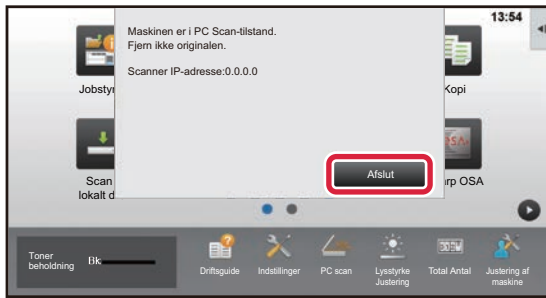 13:54
Maskinen er i PC Scan-tilstand.
Fjern ikke originalen.
Scanner IP-adresse:0.0.0.0
Jobsty
Kopi
Afslut
Scan
lokalt d
rp OSA
Toner
beholdning
Bk
Driftsguide
Indstillinger
PC scan
Lysstyrke
Justering
Total Antal
Justering af
maskine